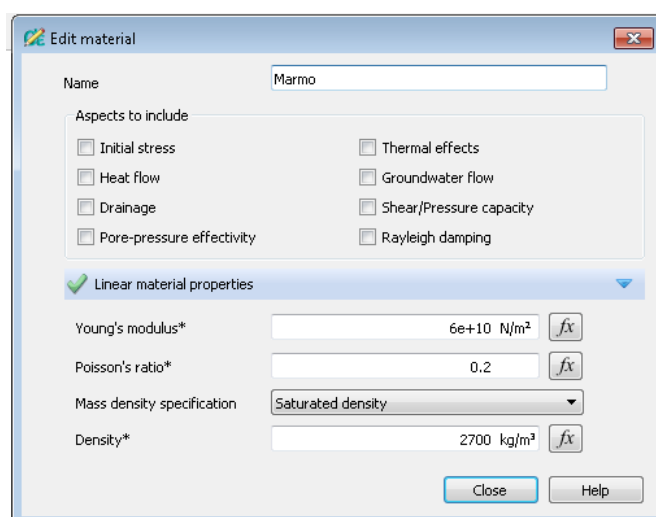 Edit material
Name Marmo
Aspects to include
Initial stress Thermal effects
Heat flow Groundwater flow
Drainage Shear/Pressure capacity
Pore-pressure effectivity Rayleigh damping
Linear material properties
Young's modulus* 6e+10 N/m² fx
Poisson's ratio* 0.2 fx
Mass density specification Saturated density
Density* 2700 kg/m³ fx
Close Help